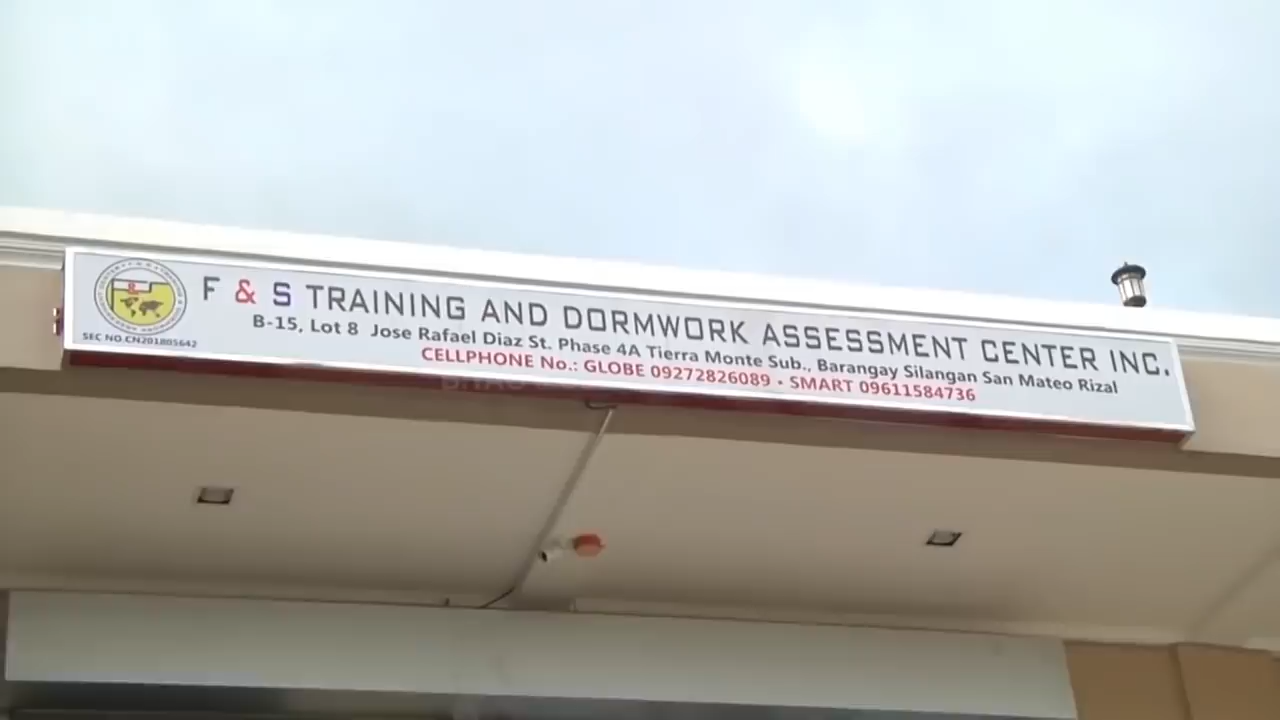 F & S TRAINING AND DORMWORK ASSESSMENT CENTER INC.
B-15, Lot 8 Jose Rafael Diaz St. Phase 4A Tierra Monte Sub., Barangay Silangan San Mateo Rizal
CELLPHONE No.: GLOBE 09272826089 • SMART 09611584736
SEC NO.CN201805642